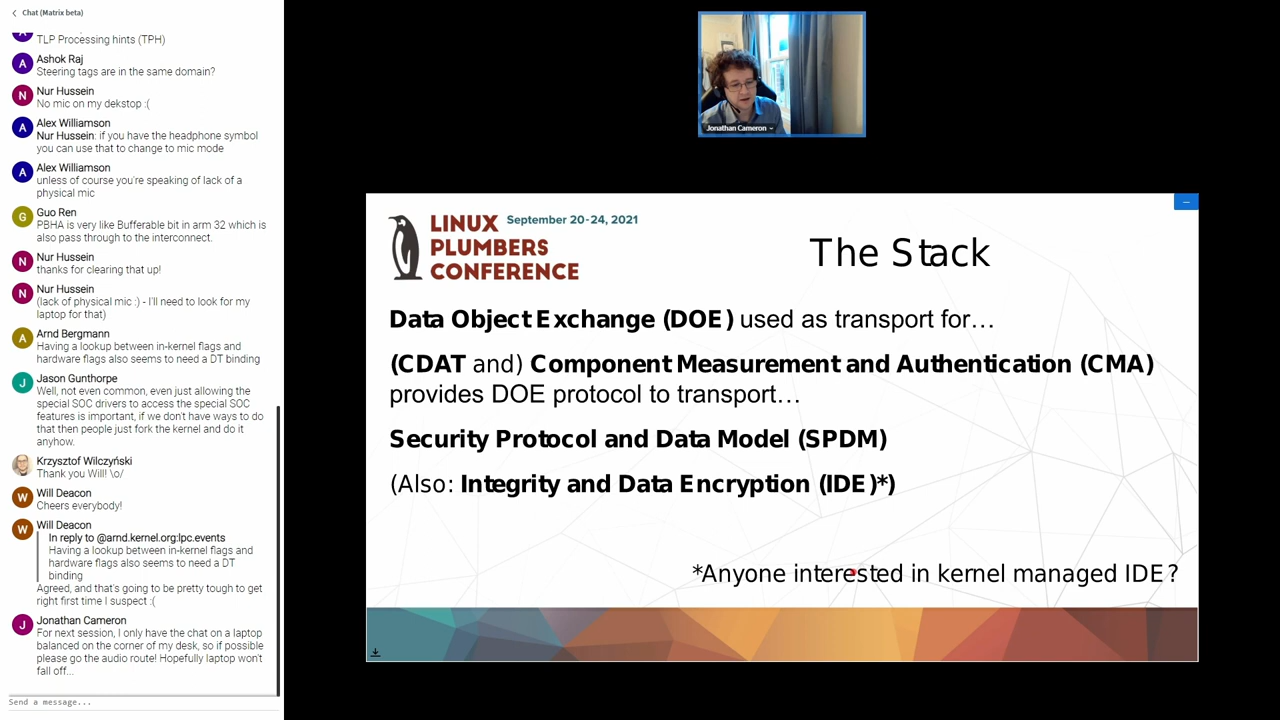 Chat (Matrix beta)
TLP Processing hints (TPH)
Ashok Raj
Steering tags are in the same domain?
Nur Hussein
No mic on my dekstop :(
Alex Williamson
Nur Hussein: if you have the headphone symbol
you can use that to change to mic mode
Alex Williamson
unless of course you're speaking of lack of a
physical mic
Guo Ren
PBHA is very like Bufferable bit in arm 32 which is
also pass through to the interconnect.
Nur Hussein
thanks for clearing that up!
Nur Hussein
(lack of physical mic :) - I'll need to look for my
laptop for that)
Arnd Bergmann
Having a lookup between in-kernel flags and
hardware flags also seems to need a DT binding
Jason Gunthorpe
Well, not even common, even just allowing the
special SOC drivers to access the special SOC
features is important, if we don't have ways to do
that then people just fork the kernel and do it
anyhow.
Krzysztof Wilczyński
Thank you Will! \o/
Will Deacon
Cheers everybody!
Will Deacon
In reply to @arnd.kernel.org:lpc.events
Having a lookup between in-kernel flags and
hardware flags also seems to need a DT
binding
Agreed, and that's going to be pretty tough to get
right first time I suspect :(
Jonathan Cameron
For next session, I only have the chat on a laptop
balanced on the corner of my desk, so if possible
please go the audio route! Hopefully laptop won't
fall off...
Send a message...
Jonathan Cameron
LINUX
PLUMBERS
CONFERENCE
September 20-24, 2021
The Stack
Data Object Exchange (DOE) used as transport for…
(CDAT and) Component Measurement and Authentication (CMA)
provides DOE protocol to transport…
Security Protocol and Data Model (SPDM)
(Also: Integrity and Data Encryption (IDE)*)
*Anyone interested in kernel managed IDE?